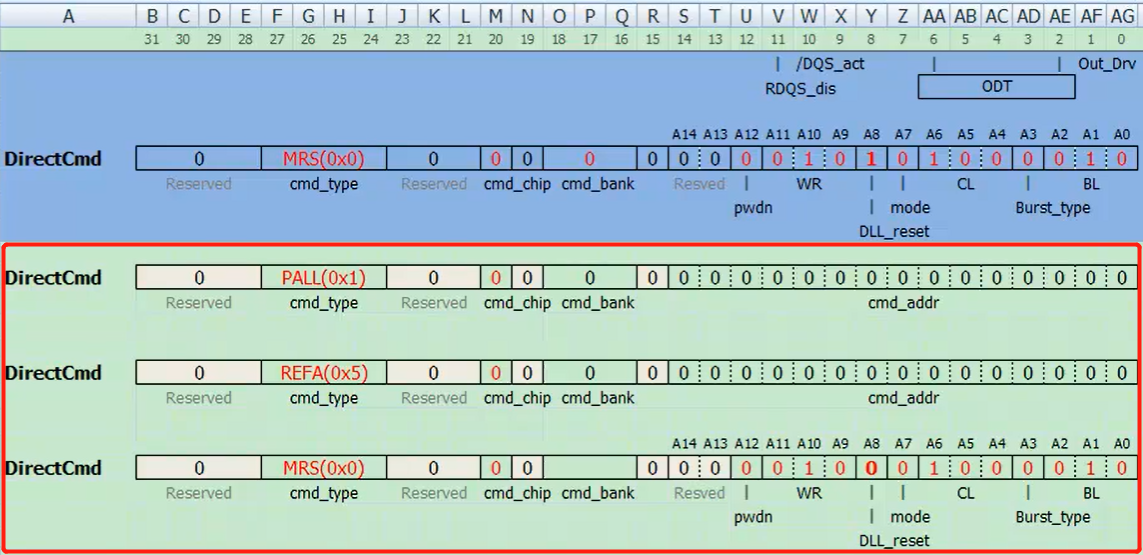 A B C D E F G H I J K L M N O P Q R S T U V W X Y Z AA AB AC AD AE AF AG
31 30 29 28 27 26 25 24 23 22 21 20 19 18 17 16 15 14 13 12 11 10 9 8 7 6 5 4 3 2 1 0
/DQS_act Out_Drv
RDQS_dis ODT
A14 A13 A12 A11 A10 A9 A8 A7 A6 A5 A4 A3 A2 A1 A0
DirectCmd 0 MRS(0x0) 0 0 0 0 0 0 0 0 0 1 0 1 0 1 0 0 0 0 1 0
Reserved cmd_type Reserved cmd_chip cmd_bank Resved WR CL BL
pwdn mode Burst_type
DLL_reset
DirectCmd 0 PALL(0x1) 0 0 0 0 0 0 0 0 0 0 0 0 0 0 0 0 0 0 0 0
Reserved cmd_type Reserved cmd_chip cmd_bank cmd_addr
DirectCmd 0 REFA(0x5) 0 0 0 0 0 0 0 0 0 0 0 0 0 0 0 0 0 0 0 0
Reserved cmd_type Reserved cmd_chip cmd_bank cmd_addr
A14 A13 A12 A11 A10 A9 A8 A7 A6 A5 A4 A3 A2 A1 A0
DirectCmd 0 MRS(0x0) 0 0 0 0 0 0 0 0 1 0 0 0 1 0 0 0 0 1 0
Reserved cmd_type Reserved cmd_chip cmd_bank Resved WR CL BL
pwdn mode Burst_type
DLL_reset